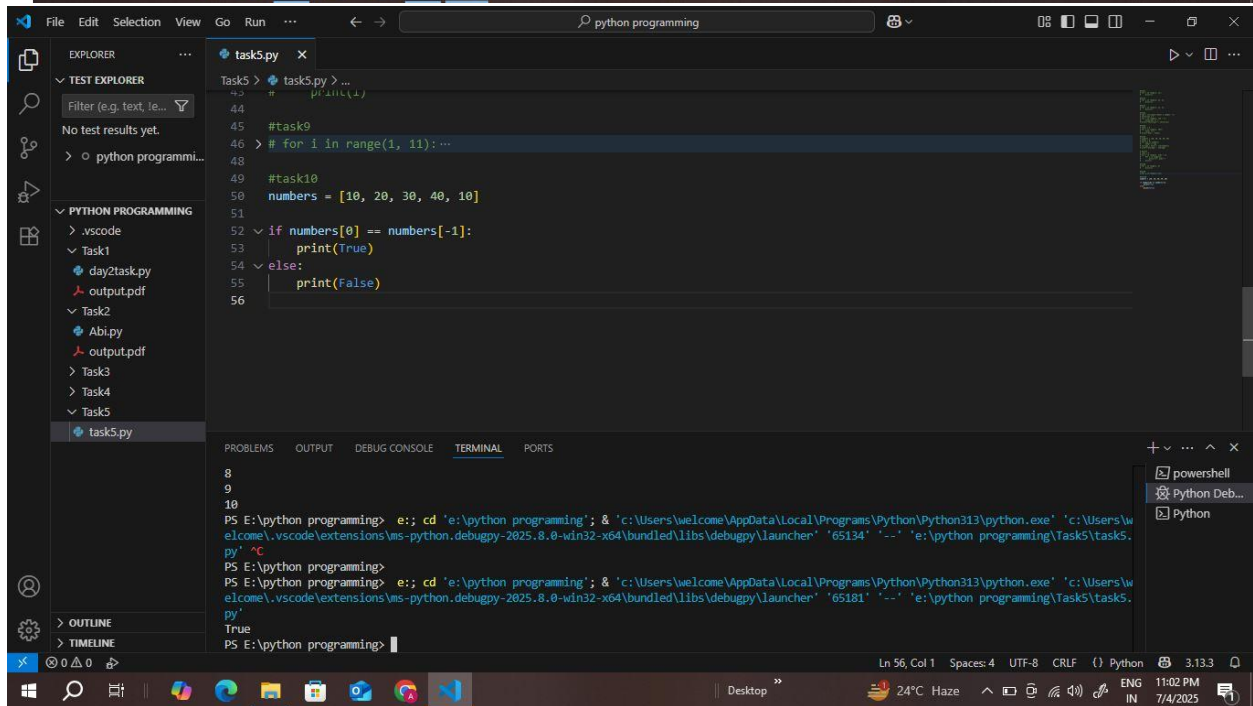 File Edit Selection View Go Run ··· ← → python programming
EXPLORER ···
TEST EXPLORER
Filter (e.g. text, !e...
No test results yet.
> python programmi...
PYTHON PROGRAMMING
> .vscode
Task1
day2task.py
output.pdf
Task2
Abi.py
output.pdf
> Task3
> Task4
Task5
task5.py
> OUTLINE
> TIMELINE
task5.py ×
Task5 > task5.py > ...
43 # print(i)
44
45 #task9
46 > # for i in range(1, 11): ···
48
49 #task10
50 numbers = [10, 20, 30, 40, 10]
51
52 if numbers[0] == numbers[-1]:
53 print(True)
54 else:
55 print(False)
56
PROBLEMS OUTPUT DEBUG CONSOLE TERMINAL PORTS
8
9
10
PS E:\python programming> e:; cd 'e:\python programming'; & 'c:\Users\welcome\AppData\Local\Programs\Python\Python313\python.exe' 'c:\Users\w
elcome\.vscode\extensions\ms-python.debugpy-2025.8.0-win32-x64\bundled\libs\debugpy\launcher' '65134' '--' 'e:\python programming\Task5\task5.
py' ^C
PS E:\python programming>
PS E:\python programming> e:; cd 'e:\python programming'; & 'c:\Users\welcome\AppData\Local\Programs\Python\Python313\python.exe' 'c:\Users\w
elcome\.vscode\extensions\ms-python.debugpy-2025.8.0-win32-x64\bundled\libs\debugpy\launcher' '65181' '--' 'e:\python programming\Task5\task5.
py'
True
PS E:\python programming>
powershell
Python Deb...
Python
0 0 Ln 56, Col 1 Spaces: 4 UTF-8 CRLF {} Python 3.13.3
Desktop » 24°C Haze ENG 11:02 PM
IN 7/4/2025